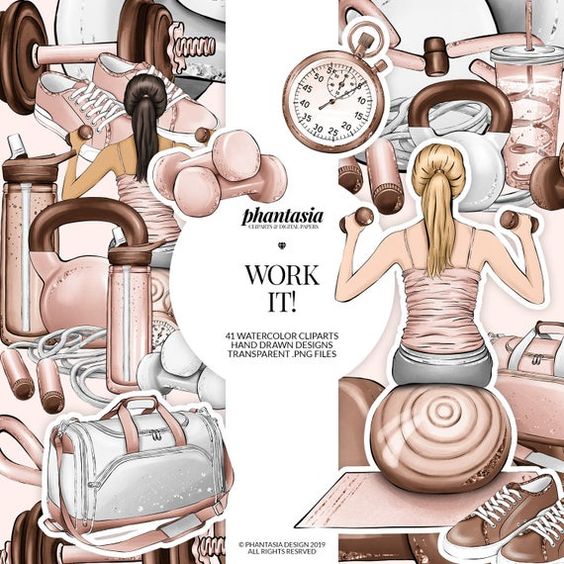 phantasia
CLIPARTS & DIGITAL PAPERS
WORK
IT!
41 WATERCOLOR CLIPARTS
HAND DRAWN DESIGNS
TRANSPARENT .PNG FILES
© PHANTASIA DESIGN 2019
ALL RIGHTS RESRVED
60
5
10
15
20
25
30
35
40
45
50
55